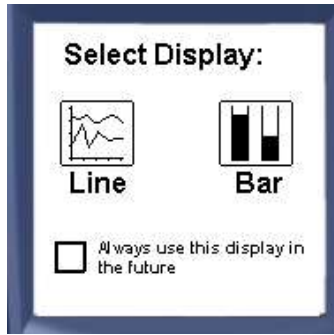 Select Display:
Line
Bar
Always use this display in
the future